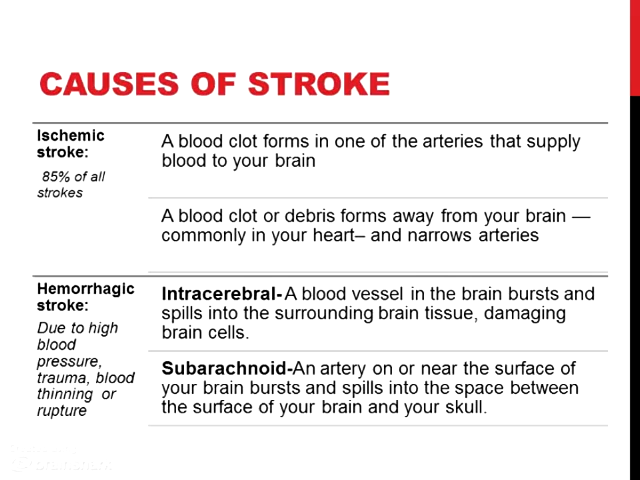 CAUSES OF STROKE
Ischemic
stroke:
85% of all
strokes
A blood clot forms in one of the arteries that supply
blood to your brain
A blood clot or debris forms away from your brain —
commonly in your heart– and narrows arteries
Hemorrhagic
stroke:
Due to high
blood
pressure,
trauma, blood
thinning or
rupture
Intracerebral- A blood vessel in the brain bursts and
spills into the surrounding brain tissue, damaging
brain cells.
Subarachnoid-An artery on or near the surface of
your brain bursts and spills into the space between
the surface of your brain and your skull.